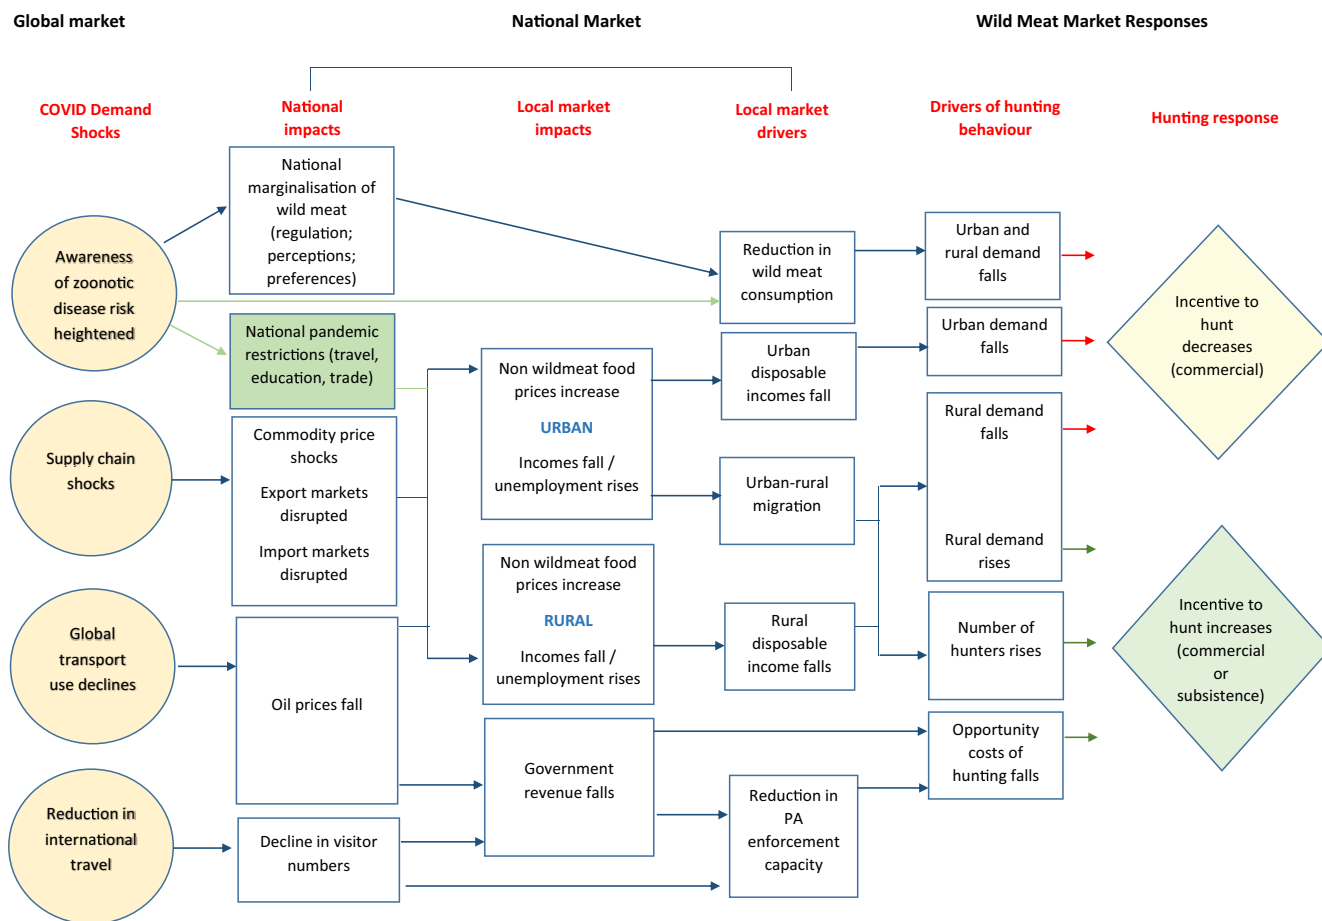 Global market
National Market
Wild Meat Market Responses
COVID Demand
Shocks
National
impacts
Local market
impacts
Local market
drivers
Drivers of hunting
behaviour
Hunting response
Awareness
of zoonotic
disease risk
heightened
Supply chain
shocks
Global
transport
use declines
Reduction in
international
travel
National
marginalisation of
wild meat
(regulation;
perceptions;
preferences)
National pandemic
restrictions (travel,
education, trade)
Commodity price
shocks
Export markets
disrupted
Import markets
disrupted
Oil prices fall
Decline in visitor
numbers
Non wildmeat food
prices increase
URBAN
Incomes fall /
unemployment rises
Non wildmeat food
prices increase
RURAL
Incomes fall /
unemployment rises
Government
revenue falls
Reduction in
wild meat
consumption
Urban
disposable
incomes fall
Urban-rural
migration
Rural
disposable
income falls
Reduction in
PA
enforcement
capacity
Urban and
rural demand
falls
Urban demand
falls
Rural demand
falls
Rural demand
rises
Number of
hunters rises
Opportunity
costs of
hunting falls
Incentive to
hunt
decreases
(commercial)
Incentive to
hunt increases
(commercial
or
subsistence)